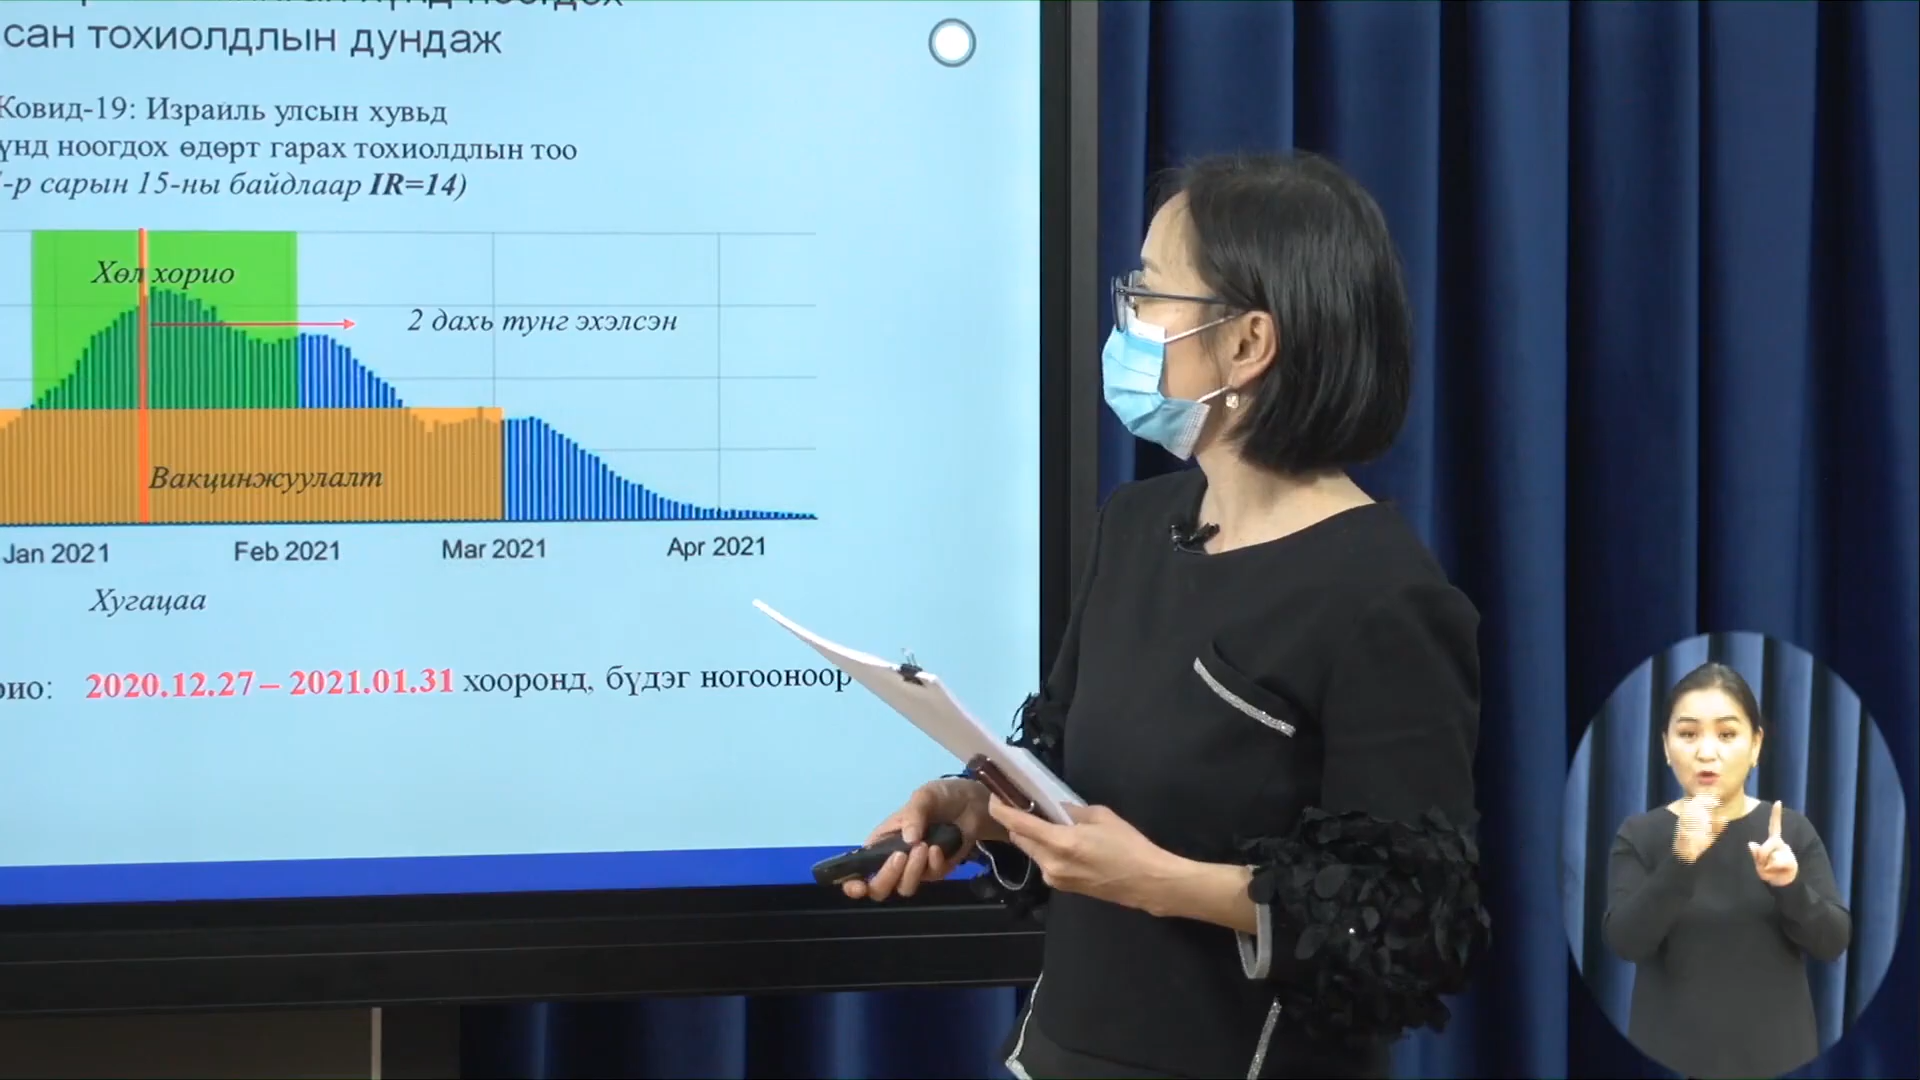 сан тохиолдлын дундаж
Ковид-19: Израиль улсын хувьд
үнд ноогдох өдөрт гарах тохиолдлын тоо
-р сарын 15-ны байдлаар IR=14)
Хөл хорио
2 дахь тунг эхэлсэн
Вакцинжуулалт
Jan 2021 Feb 2021 Mar 2021 Apr 2021
Хугацаа
рио: 2020.12.27 – 2021.01.31 хооронд, бүдэг ногооноор